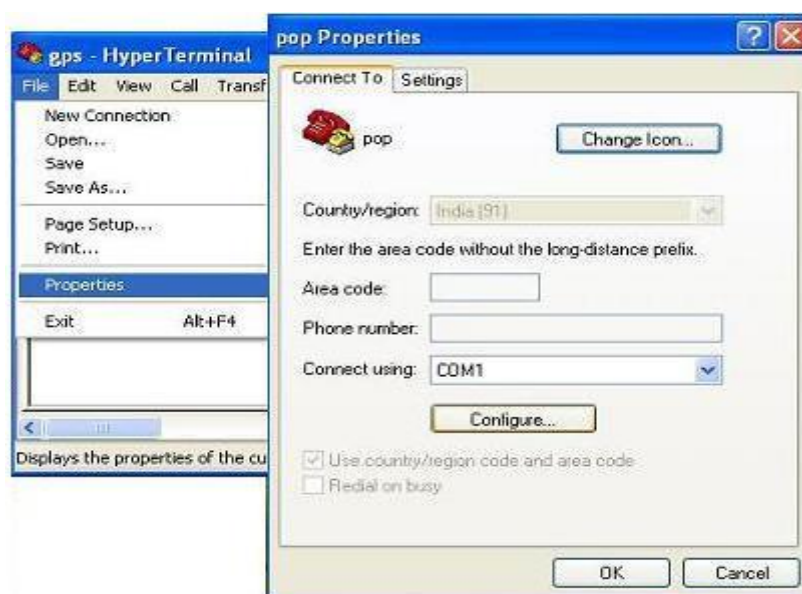 gps - HyperTerminal
File Edit View Call Transf
New Connection
Open...
Save
Save As...
Page Setup...
Print...
Properties
Exit Alt+F4
Displays the properties of the cu
pop Properties
Connect To Settings
pop
Change Icon...
Country/region: India (91)
Enter the area code without the long-distance prefix.
Area code:
Phone number:
Connect using: COM1
Configure...
Use country/region code and area code
Redial on busy
OK Cancel